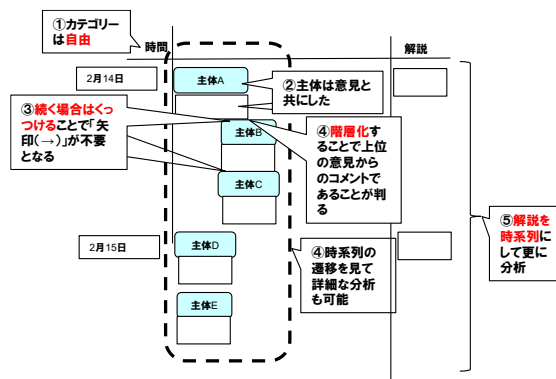 ①カテゴリー
は自由
時間
解説
2月14日
主体A
②主体は意見と
共にした
③続く場合はくっ
つけることで「矢
印(→)」が不要
となる
主体B
④階層化す
ることで上位
の意見から
のコメントで
あることが判
る
主体C
⑤解説を
時系列に
して更に
分析
2月15日
主体D
④時系列の
遷移を見て
詳細な分析
も可能
主体E